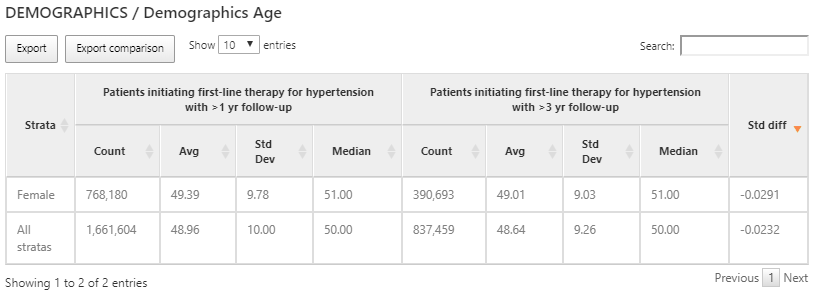 DEMOGRAPHICS / Demographics Age
Export Export comparison Show 10 entries Search:
Strata Patients initiating first-line therapy for hypertension with >1 yr follow-up Patients initiating first-line therapy for hypertension with >3 yr follow-up Std diff
Count Avg Std Dev Median Count Avg Std Dev Median
Female 768,180 49.39 9.78 51.00 390,693 49.01 9.03 51.00 -0.0291
All stratas 1,661,604 48.96 10.00 50.00 837,459 48.64 9.26 50.00 -0.0232
Showing 1 to 2 of 2 entries Previous 1 Next